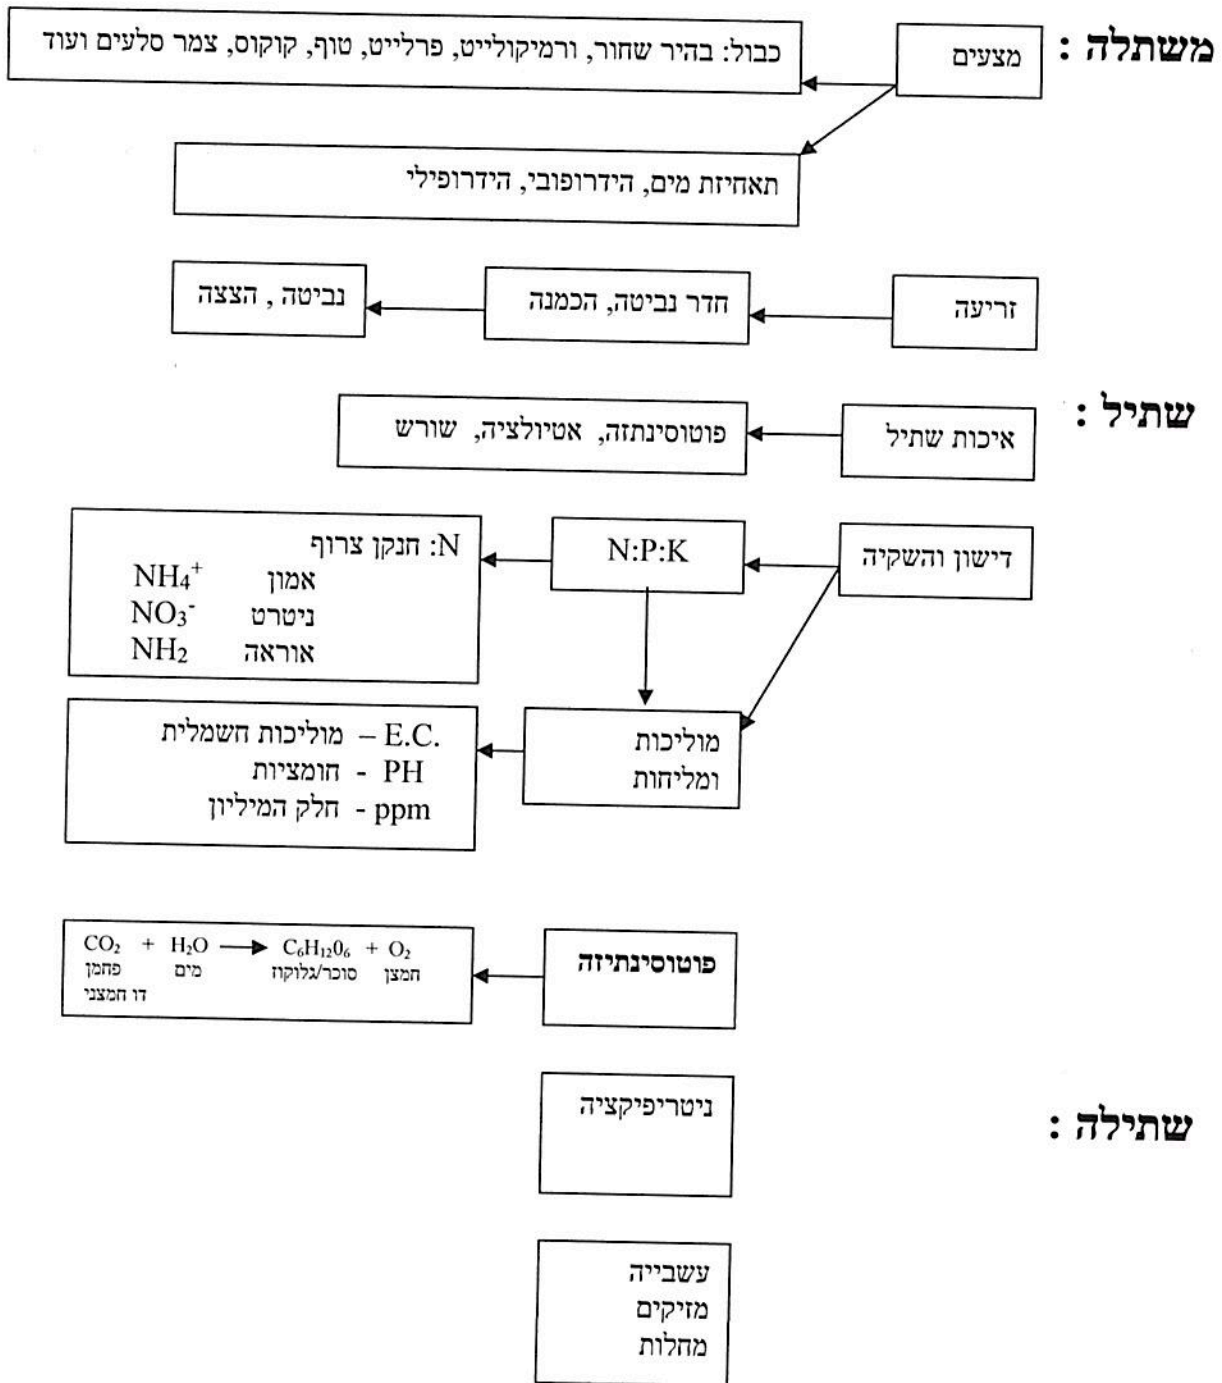 משתלה :
מצעים
כבול: בהיר שחור, ורמיקולייט, פרלייט, טוף, קוקוס, צמר סלעים ועוד
תאחיזת מים, הידרופובי, הידרופילי
זריעה
חדר נביטה, הכמנה
נביטה , הצצה
שתיל :
איכות שתיל
פוטוסינתזה, אטיולציה, שורש
דישון והשקיה
N:P:K
N: חנקן צרוף
אמון NH₄⁺
ניטרט NO₃⁻
אוראה NH₂
מוליכות
ומליחות
E.C. – מוליכות חשמלית
PH - חומציות
ppm - חלק המיליון
פוטוסינתיזה
CO₂ + H₂O ⟶ C₆H₁₂0₆ + O₂
פחמן מים סוכר/גלוקוז חמצן
דו חמצני
שתילה :
ניטריפיקציה
עשבייה
מזיקים
מחלות